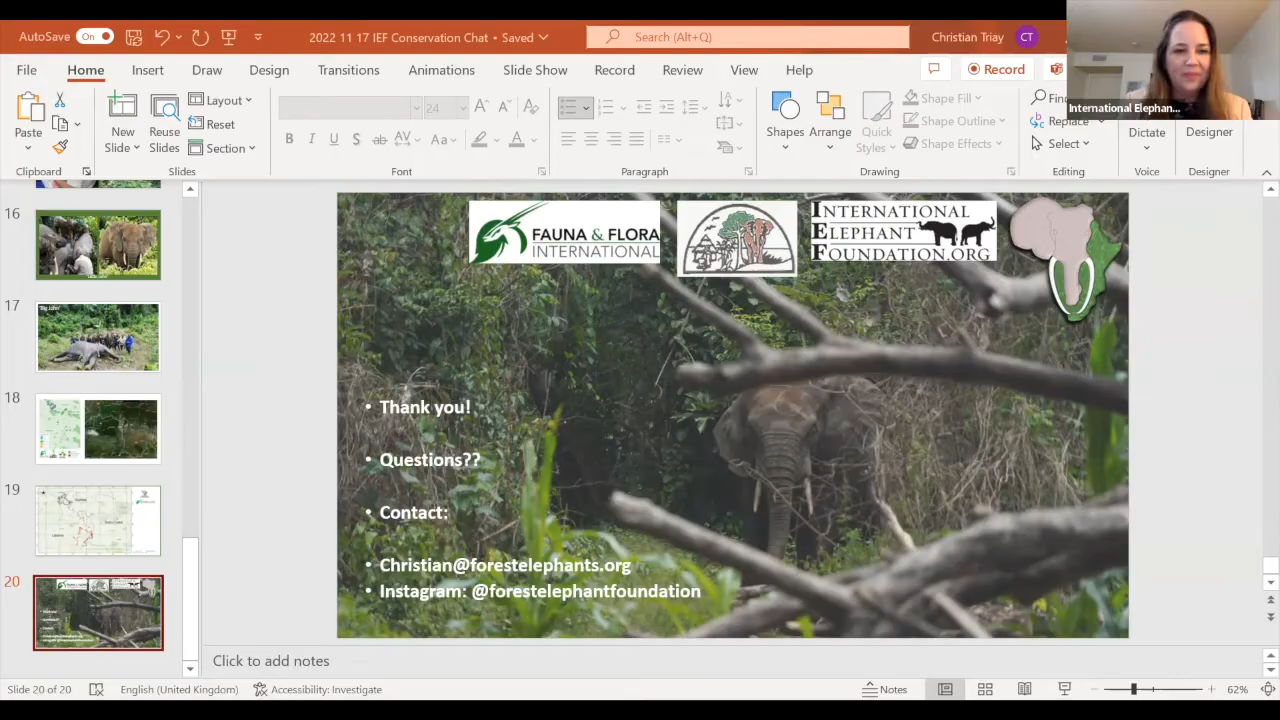 AutoSave On
2022 11 17 IEF Conservation Chat • Saved
Search (Alt+Q)
Christian Triay CT
File Home Insert Draw Design Transitions Animations Slide Show Record Review View Help
Record
International Elephan...
Paste
New Slide
Reuse Slides
Layout
Reset
Section
24
Shapes
Arrange
Quick Styles
Shape Fill
Shape Outline
Shape Effects
Replace
Select
Dictate
Designer
Clipboard Slides Font Paragraph Drawing Editing Voice Designer
16
17
18
19
20
FAUNA & FLORA
INTERNATIONAL
INTERNATIONAL
ELEPHANT
FOUNDATION.ORG
• Thank you!
• Questions??
• Contact:
• Christian@forestelephants.org
• Instagram: @forestelephantfoundation
Click to add notes
Slide 20 of 20
English (United Kingdom)
Accessibility: Investigate
Notes
62%